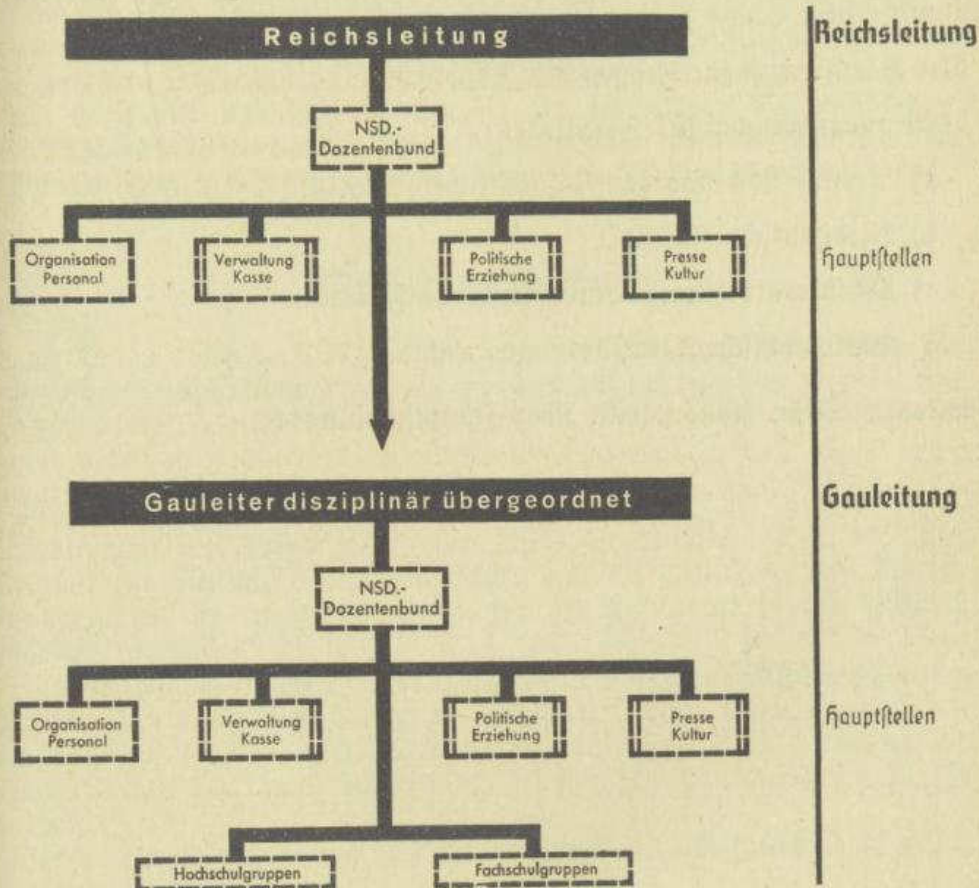 Reichsleitung
Reichsleitung
NSD.-
Dozentenbund
Organisation
Personal
Verwaltung
Kasse
Politische
Erziehung
Presse
Kultur
Hauptstellen
Gauleiter disziplinär übergeordnet
Gauleitung
NSD.-
Dozentenbund
Organisation
Personal
Verwaltung
Kasse
Politische
Erziehung
Presse
Kultur
Hauptstellen
Hochschulgruppen
Fachschulgruppen